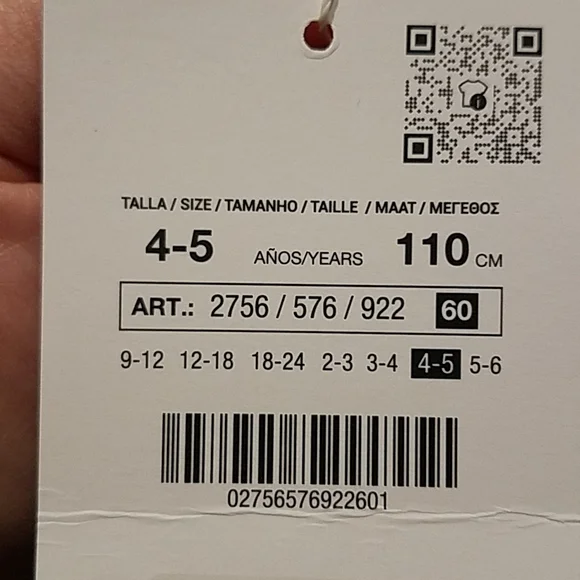 TALLA / SIZE / TAMANHO / TAILLE / MAAT / ΜΕΓΕΘΟΣ
4-5 AÑOS/YEARS 110 CM
ART.: 2756 / 576 / 922 60
9-12 12-18 18-24 2-3 3-4 4-5 5-6
02756576922601